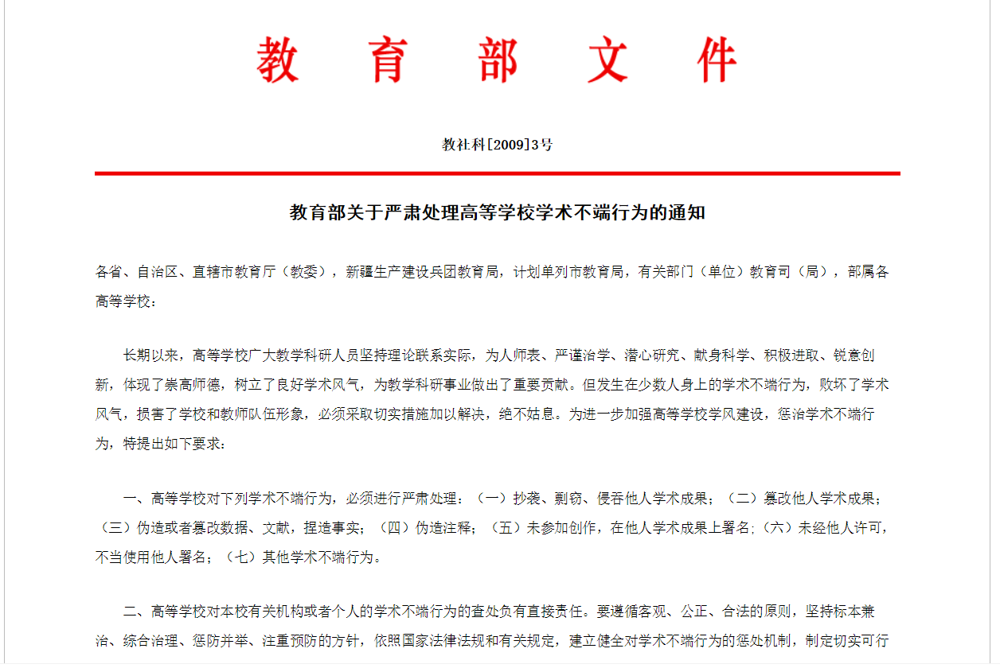 教育部文件
教社科[2009]3号
教育部关于严肃处理高等学校学术不端行为的通知
各省、自治区、直辖市教育厅（教委），新疆生产建设兵团教育局，计划单列市教育局，有关部门（单位）教育司（局），部属各
高等学校：
长期以来，高等学校广大教学科研人员坚持理论联系实际，为人师表、严谨治学、潜心研究、献身科学、积极进取、锐意创
新，体现了崇高师德，树立了良好学术风气，为教学科研事业做出了重要贡献。但发生在少数人身上的学术不端行为，败坏了学术
风气，损害了学校和教师队伍形象，必须采取切实措施加以解决，绝不姑息。为进一步加强高等学校学风建设，惩治学术不端行
为，特提出如下要求：
一、高等学校对下列学术不端行为，必须进行严肃处理：（一）抄袭、剽窃、侵吞他人学术成果；（二）篡改他人学术成果；
（三）伪造或者篡改数据、文献，捏造事实；（四）伪造注释；（五）未参加创作，在他人学术成果上署名;（六）未经他人许可，
不当使用他人署名；（七）其他学术不端行为。
二、高等学校对本校有关机构或者个人的学术不端行为的查处负有直接责任。要遵循客观、公正、合法的原则，坚持标本兼
治、综合治理、惩防并举、注重预防的方针，依照国家法律法规和有关规定，建立健全对学术不端行为的惩处机制，制定切实可行